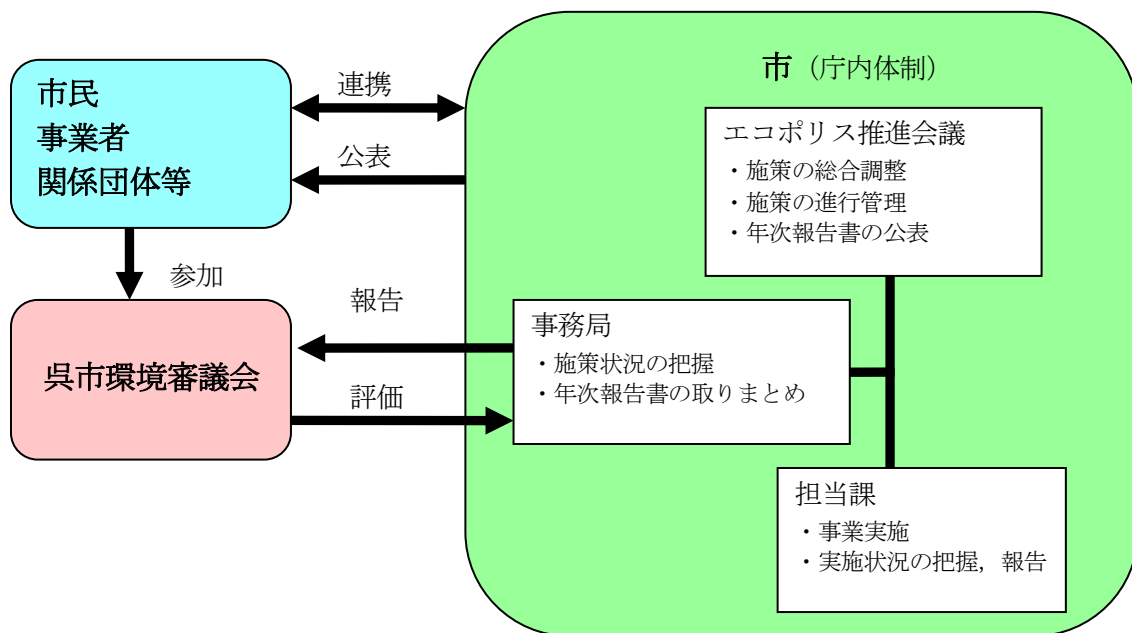 市民
事業者
関係団体等
連携
公表
参加
呉市環境審議会
報告
評価
市（庁内体制）
エコポリス推進会議
・施策の総合調整
・施策の進行管理
・年次報告書の公表
事務局
・施策状況の把握
・年次報告書の取りまとめ
担当課
・事業実施
・実施状況の把握，報告